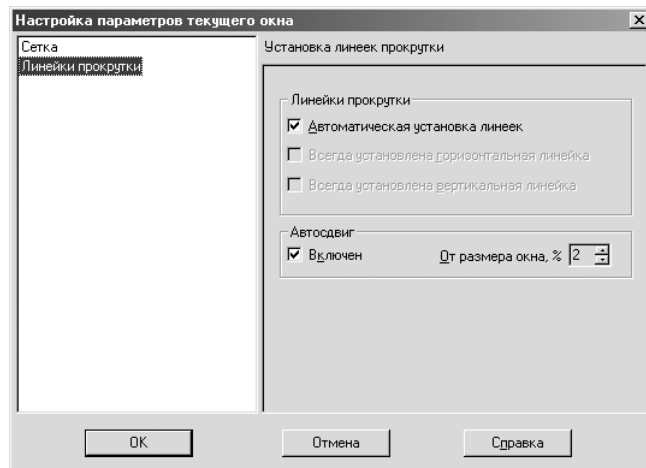 Настройка параметров текущего окна
Сетка
Линейки прокрутки
Установка линеек прокрутки
Линейки прокрутки
Автоматическая установка линеек
Всегда установлена горизонтальная линейка
Всегда установлена вертикальная линейка
Автосдвиг
Включен От размера окна, % 2
OK Отмена Справка